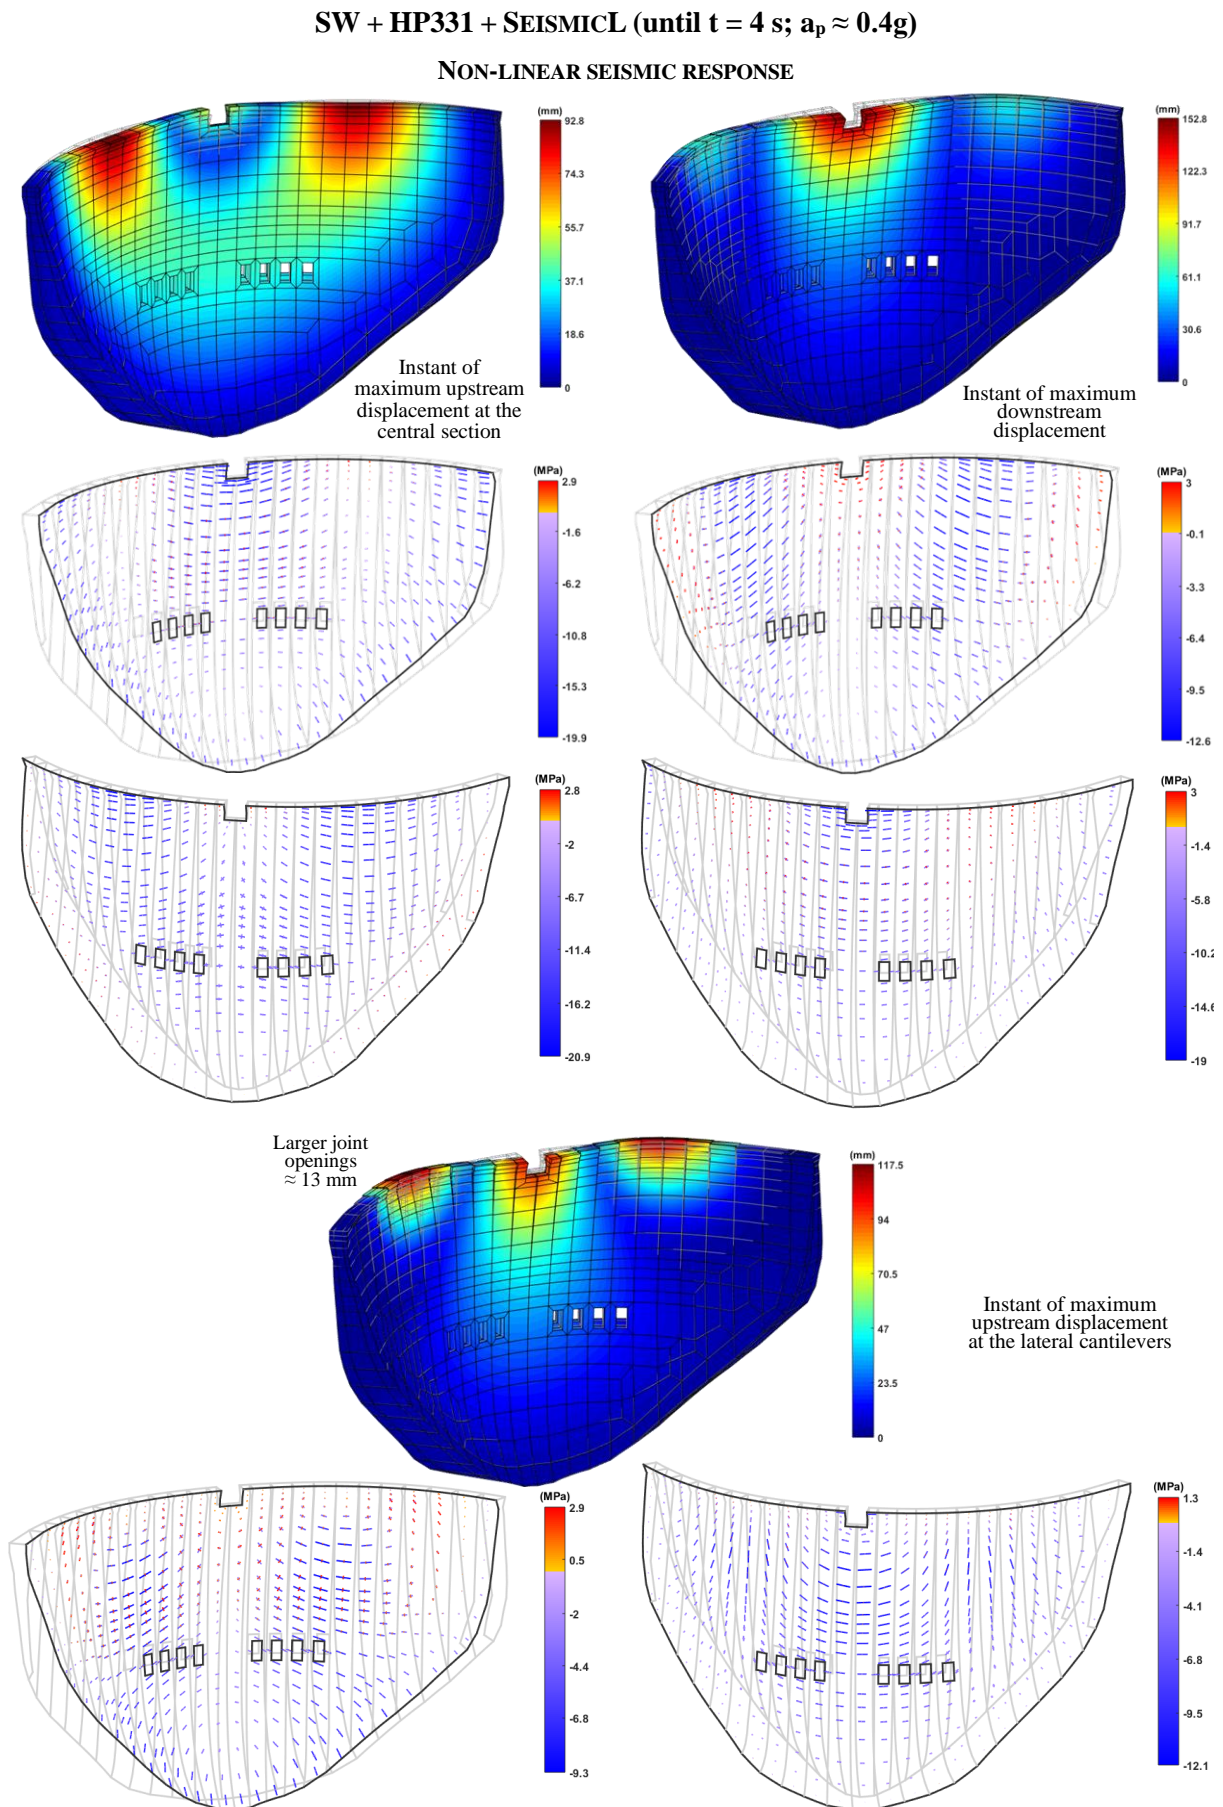 SW + HP331 + SEISMICL (until t = 4 s; aₚ ≈ 0.4g)
NON-LINEAR SEISMIC RESPONSE
(mm)
92.8
74.3
55.7
37.1
18.6
0
Instant of
maximum upstream
displacement at the
central section
(mm)
152.8
122.3
91.7
61.1
30.6
0
Instant of maximum
downstream
displacement
(MPa)
2.9
-1.6
-6.2
-10.8
-15.3
-19.9
(MPa)
3
-0.1
-3.3
-6.4
-9.5
-12.6
(MPa)
2.8
-2
-6.7
-11.4
-16.2
-20.9
(MPa)
3
-1.4
-5.8
-10.2
-14.6
-19
Larger joint
openings
≈ 13 mm
(mm)
117.5
94
70.5
47
23.5
0
Instant of maximum
upstream displacement
at the lateral cantilevers
(MPa)
2.9
0.5
-2
-4.4
-6.8
-9.3
(MPa)
1.3
-1.4
-4.1
-6.8
-9.5
-12.1